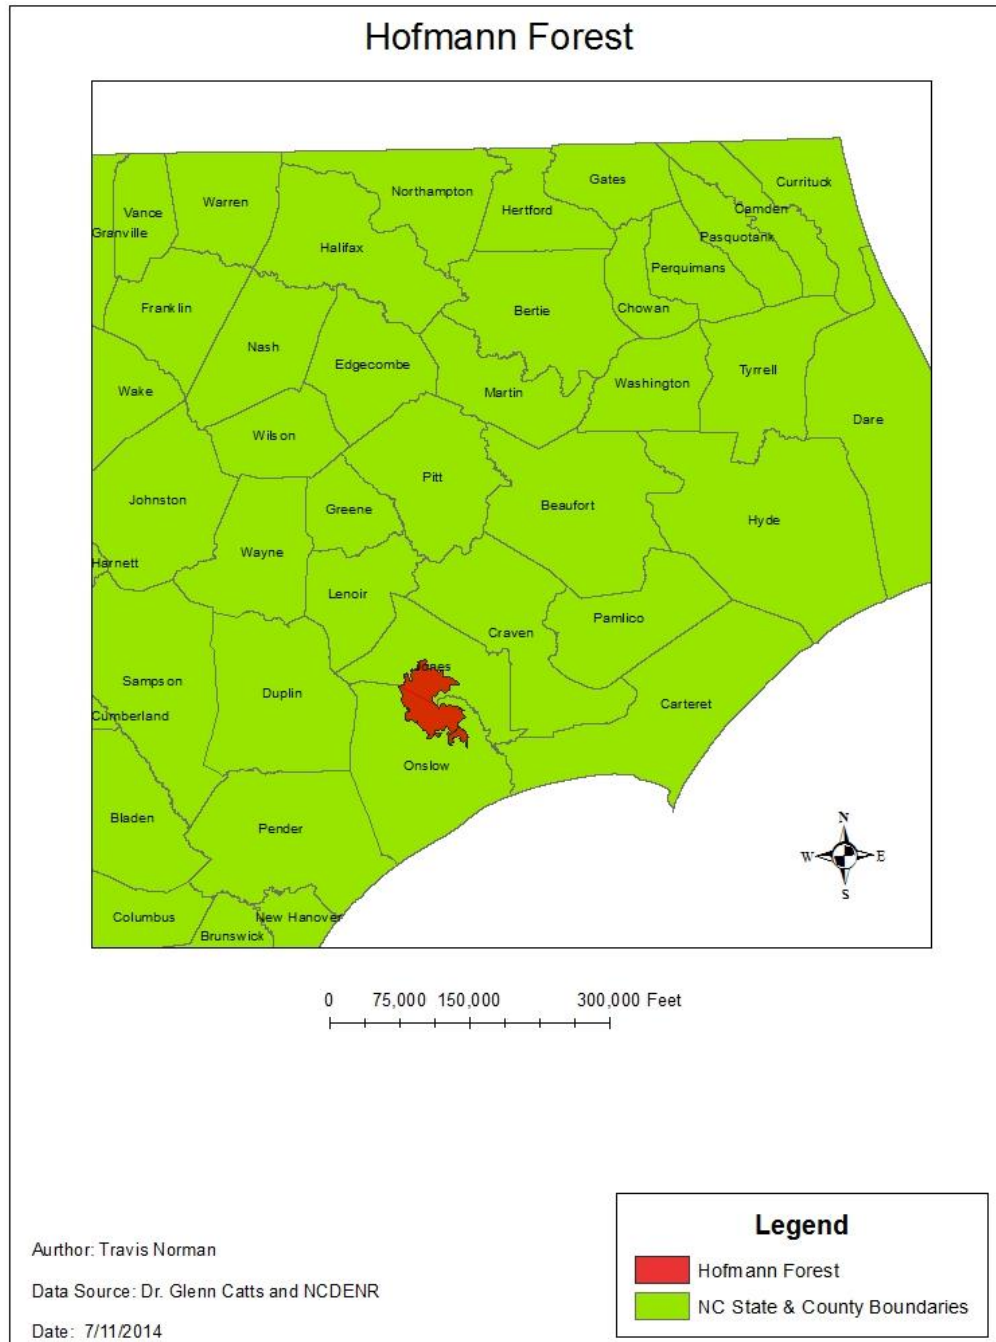 Hofmann Forest
Currituck
Gates
Northampton
Warren
Hertford
Camden
Vance
Granville
Pasquotank
Halifax
Perquimans
Franklin
Bertie
Chowan
Nash
Edgecombe
Tyrrell
Washington
Wake
Martin
Dare
Wilson
Pitt
Johnston
Beaufort
Greene
Hyde
Wayne
Harnett
Lenoir
Pamlico
Craven
Jones
Sampson
Duplin
Carteret
Cumberland
Onslow
Bladen
Pender
N
W E
S
Columbus
New Hanover
Brunswick
0 75,000 150,000 300,000 Feet
Aurthor: Travis Norman
Data Source: Dr. Glenn Catts and NCDENR
Date: 7/11/2014
Legend
Hofmann Forest
NC State & County Boundaries